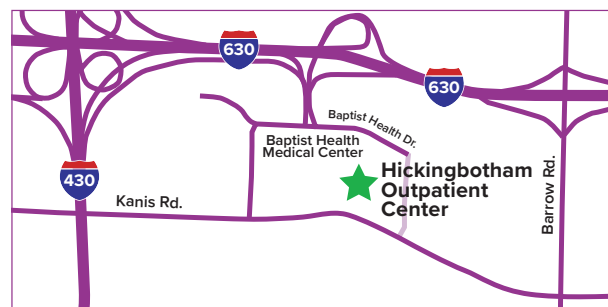 630
630
Baptist Health Dr.
Baptist Health
Medical Center
430
Kanis Rd.
Hickingbotham
Outpatient
Center
Barrow Rd.